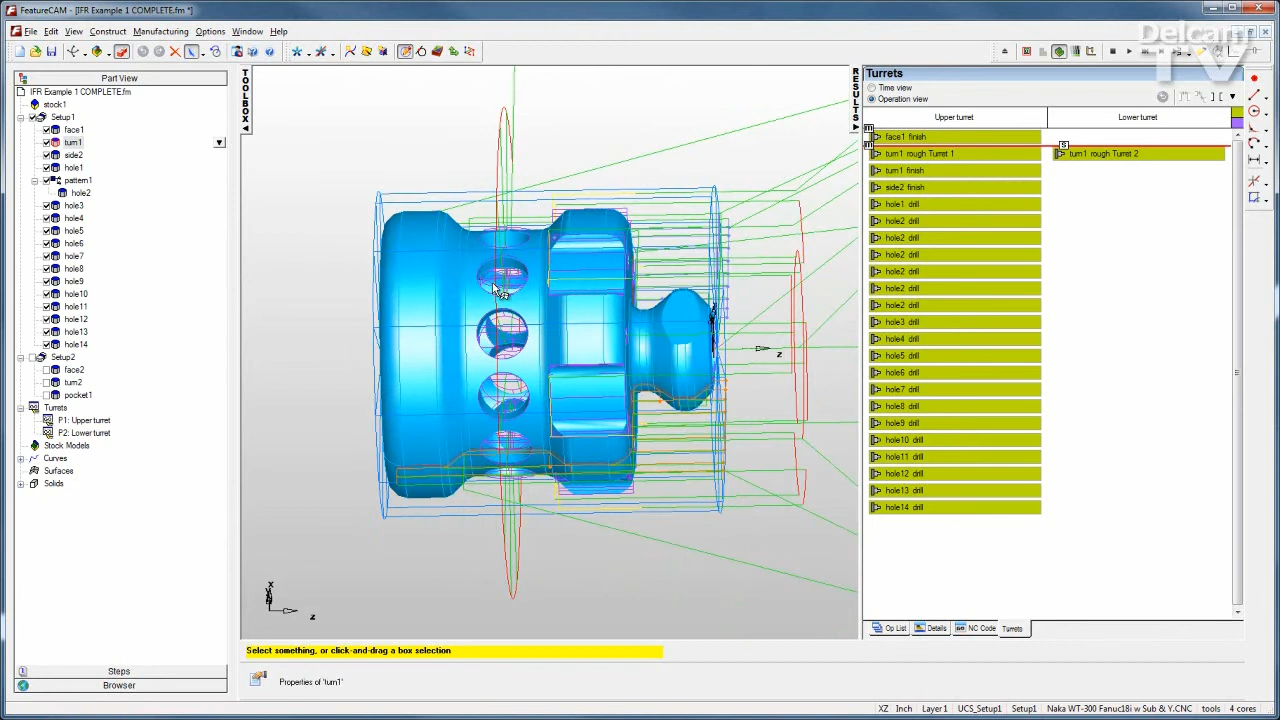 FeatureCAM - [IFR Example 1 COMPLETE.fm *]
File Edit View Construct Manufacturing Options Window Help
Delcam
TV
Part View
IFR Example 1 COMPLETE.fm
stock1
Setup1
face1
turn1
side2
hole1
pattern1
hole2
hole3
hole4
hole5
hole6
hole7
hole8
hole9
hole10
hole11
hole12
hole13
hole14
Setup2
face2
turn2
pocket1
Turrets
P1: Upper turret
P2: Lower turret
Stock Models
Curves
Surfaces
Solids
Steps
Browser
TOOLBOX
RESULTS
z
x
z
Select something, or click-and-drag a box selection
Properties of 'turn1'
Turrets
Time view
Operation view
Upper turret Lower turret
m
face1 finish
m S
turn1 rough Turret 1 turn1 rough Turret 2
turn1 finish
side2 finish
hole1 drill
hole2 drill
hole2 drill
hole2 drill
hole2 drill
hole2 drill
hole2 drill
hole3 drill
hole4 drill
hole5 drill
hole6 drill
hole7 drill
hole8 drill
hole9 drill
hole10 drill
hole11 drill
hole12 drill
hole13 drill
hole14 drill
Op List Details NC Code Turrets
XZ Inch Layer 1 UCS_Setup1 Setup1 Naka WT-300 Fanuc18i w Sub & Y.CNC tools 4 cores